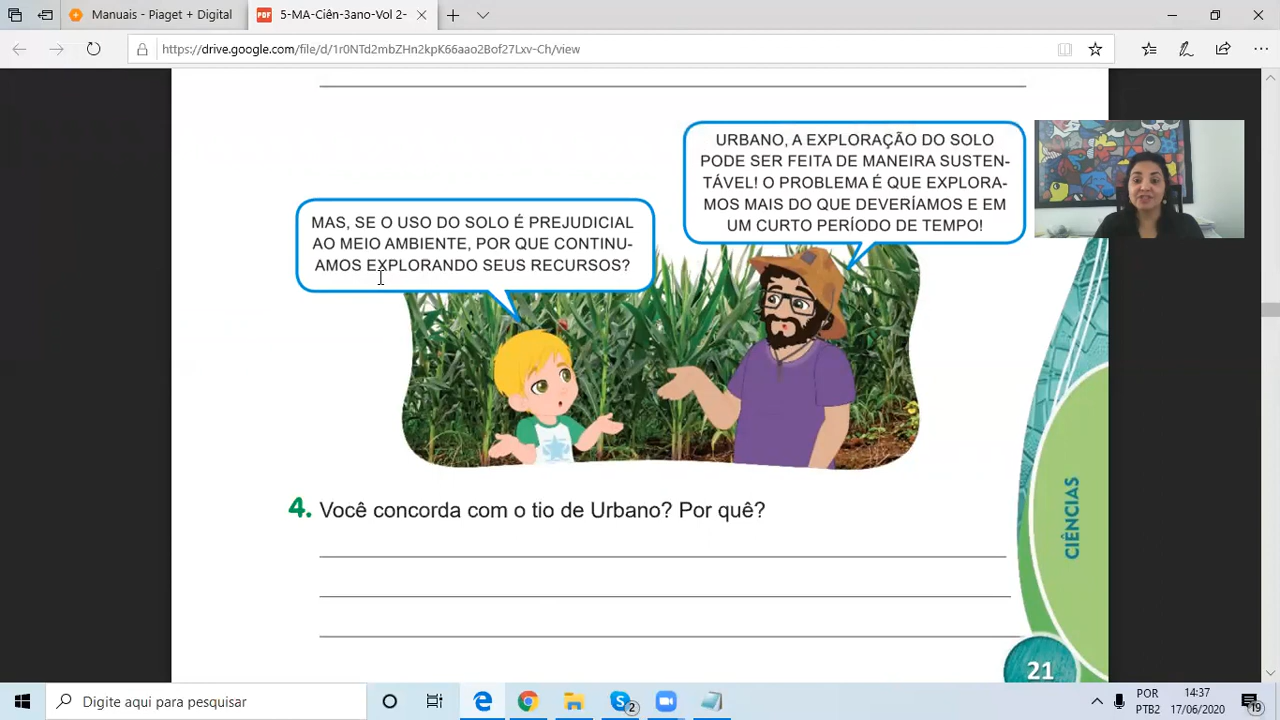 Manuais - Piaget + Digital
PDF
5-MA-Ciên-3ano-Vol 2-
https://drive.google.com/file/d/1r0NTd2mbZHn2kpK66aao2Bof27Lxv-Ch/view
URBANO, A EXPLORAÇÃO DO SOLO
PODE SER FEITA DE MANEIRA SUSTEN-
TÁVEL! O PROBLEMA É QUE EXPLORA-
MOS MAIS DO QUE DEVERÍAMOS E EM
UM CURTO PERÍODO DE TEMPO!
MAS, SE O USO DO SOLO É PREJUDICIAL
AO MEIO AMBIENTE, POR QUE CONTINU-
AMOS EXPLORANDO SEUS RECURSOS?
4. Você concorda com o tio de Urbano? Por quê?
CIÊNCIAS
21
Digite aqui para pesquisar
2
POR
PTB2
14:37
17/06/2020
19